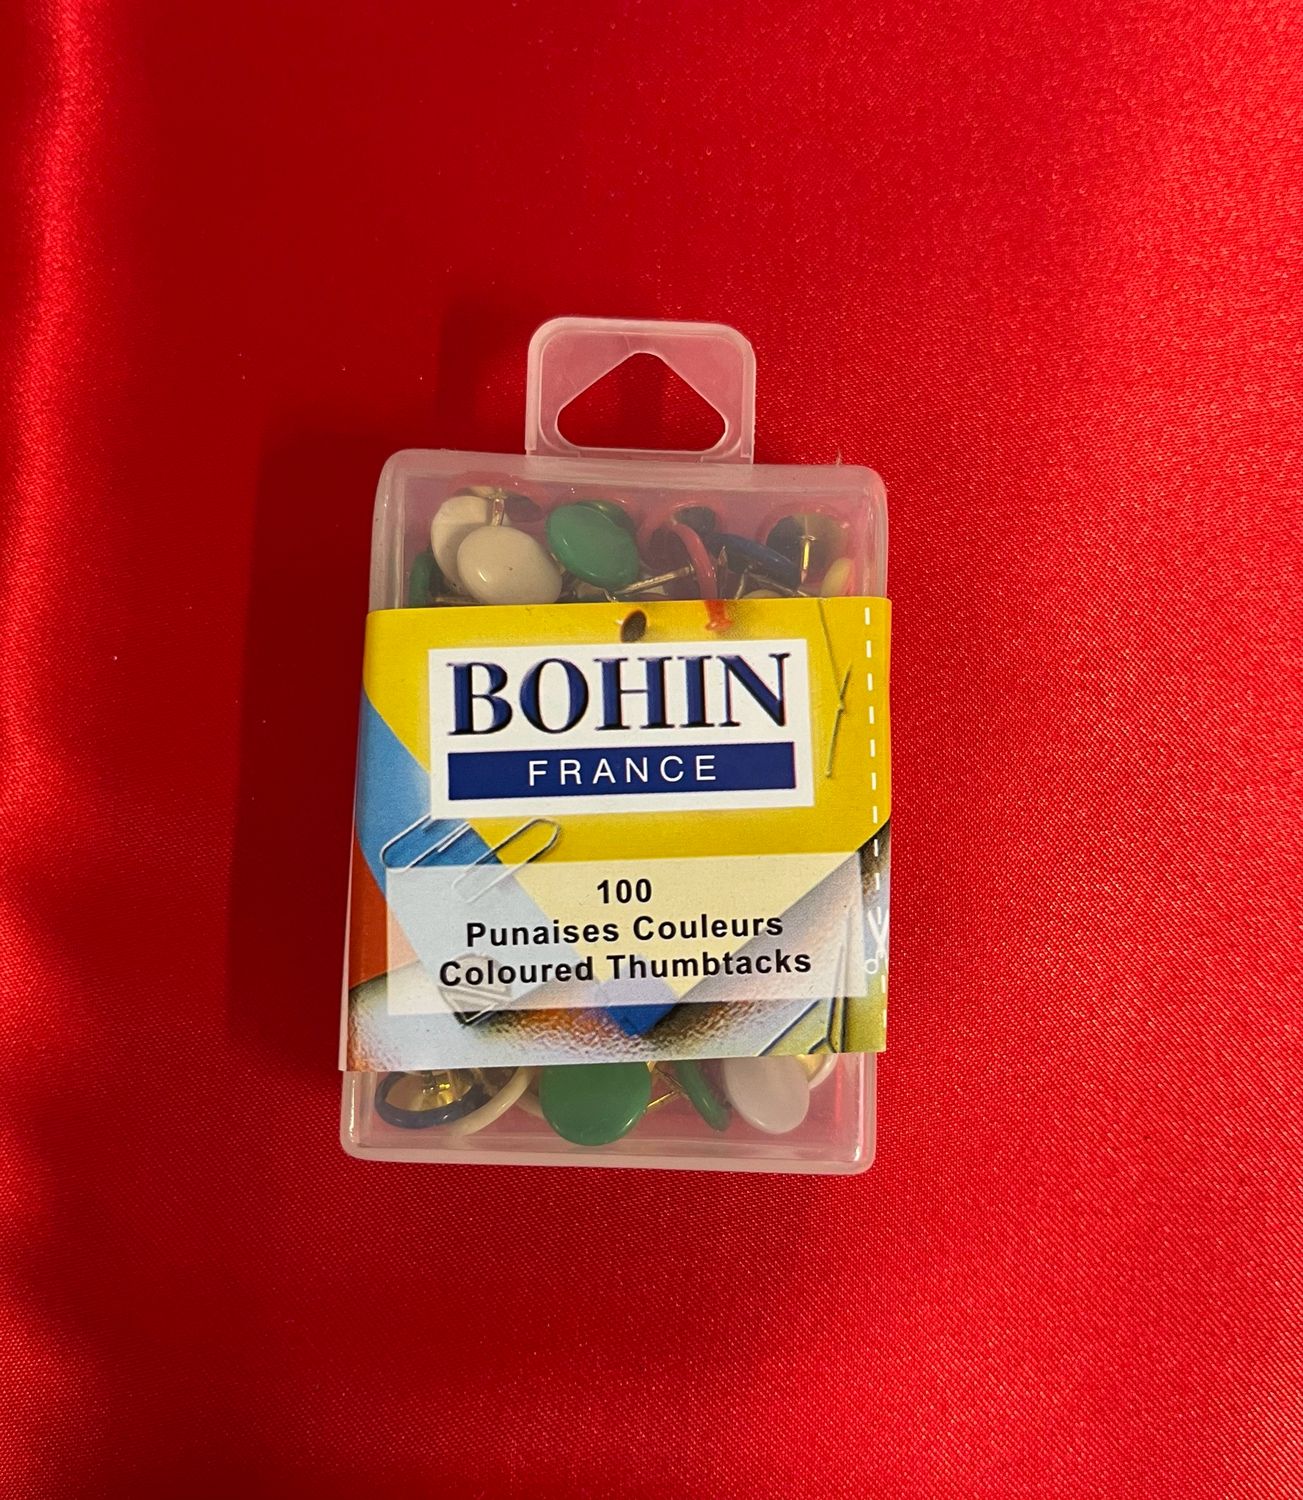 BOHIN
FRANCE
100
Punaises Couleurs
Coloured Thumbtacks